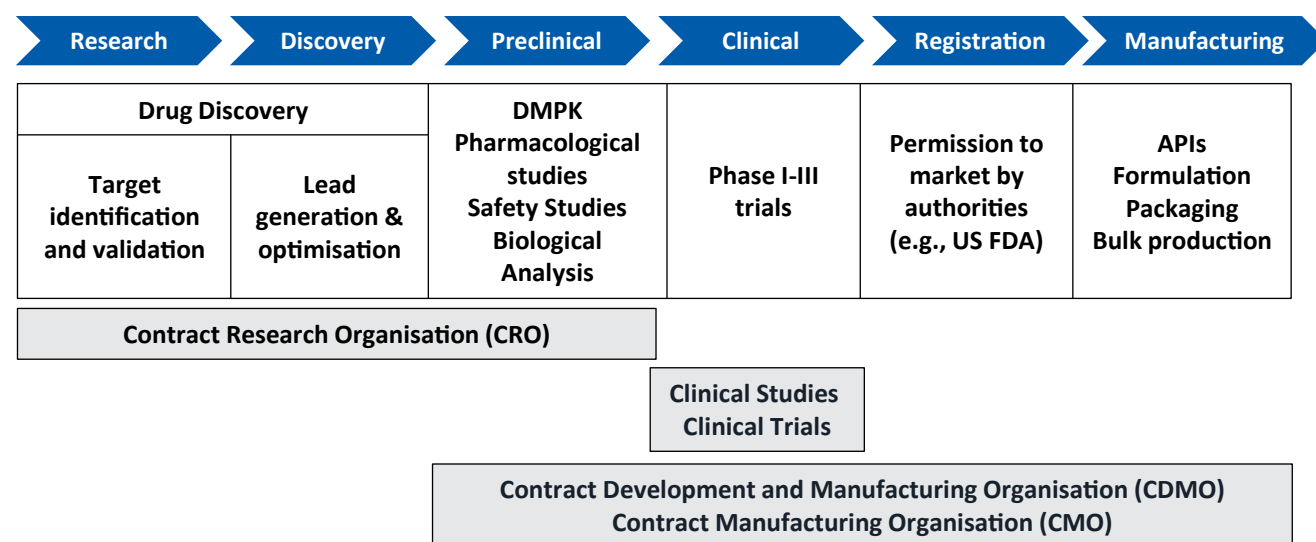 Research
Discovery
Preclinical
Clinical
Registration
Manufacturing
Drug Discovery
Target
identification
and validation
Lead
generation &
optimisation
DMPK
Pharmacological
studies
Safety Studies
Biological
Analysis
Phase I-III
trials
Permission to
market by
authorities
(e.g., US FDA)
APIs
Formulation
Packaging
Bulk production
Contract Research Organisation (CRO)
Clinical Studies
Clinical Trials
Contract Development and Manufacturing Organisation (CDMO)
Contract Manufacturing Organisation (CMO)